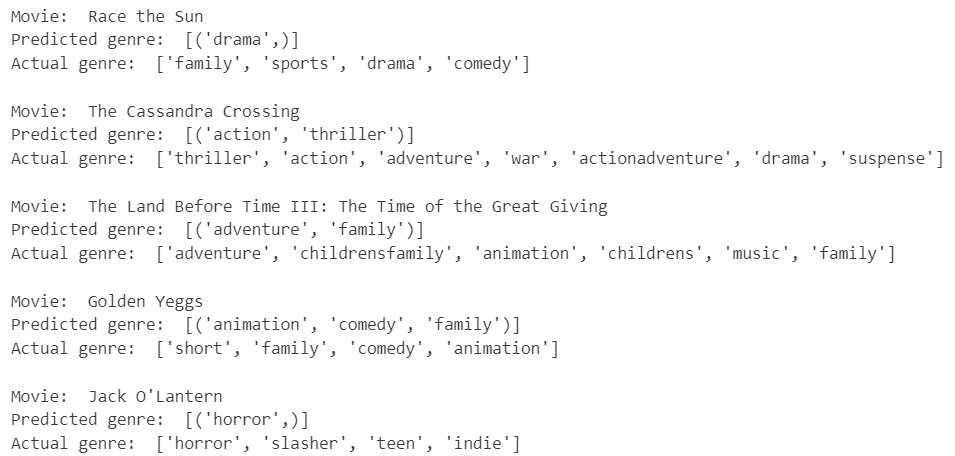 Movie:  Race the Sun
Predicted genre:  [('drama',)]
Actual genre:  ['family', 'sports', 'drama', 'comedy']

Movie:  The Cassandra Crossing
Predicted genre:  [('action', 'thriller')]
Actual genre:  ['thriller', 'action', 'adventure', 'war', 'actionadventure', 'drama', 'suspense']

Movie:  The Land Before Time III: The Time of the Great Giving
Predicted genre:  [('adventure', 'family')]
Actual genre:  ['adventure', 'childrensfamily', 'animation', 'childrens', 'music', 'family']

Movie:  Golden Yeggs
Predicted genre:  [('animation', 'comedy', 'family')]
Actual genre:  ['short', 'family', 'comedy', 'animation']

Movie:  Jack O'Lantern
Predicted genre:  [('horror',)]
Actual genre:  ['horror', 'slasher', 'teen', 'indie']